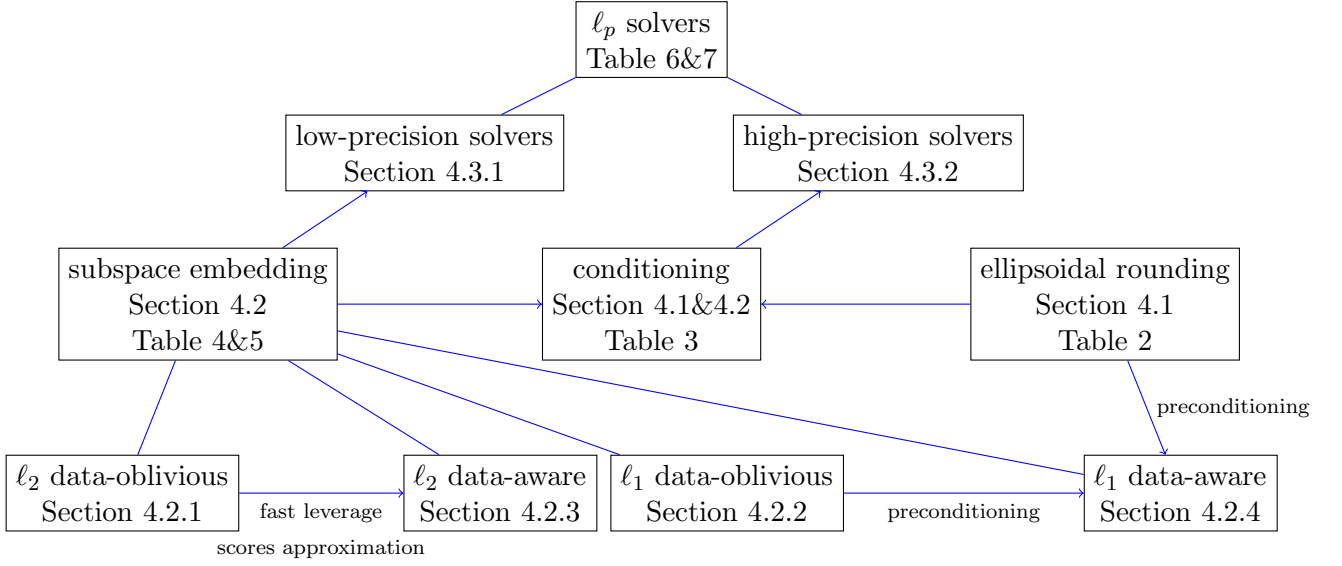 ℓp solvers
Table 6&7
low-precision solvers
Section 4.3.1
high-precision solvers
Section 4.3.2
subspace embedding
Section 4.2
Table 4&5
conditioning
Section 4.1&4.2
Table 3
ellipsoidal rounding
Section 4.1
Table 2
preconditioning
ℓ2 data-oblivious
Section 4.2.1
fast leverage
scores approximation
ℓ2 data-aware
Section 4.2.3
ℓ1 data-oblivious
Section 4.2.2
preconditioning
ℓ1 data-aware
Section 4.2.4